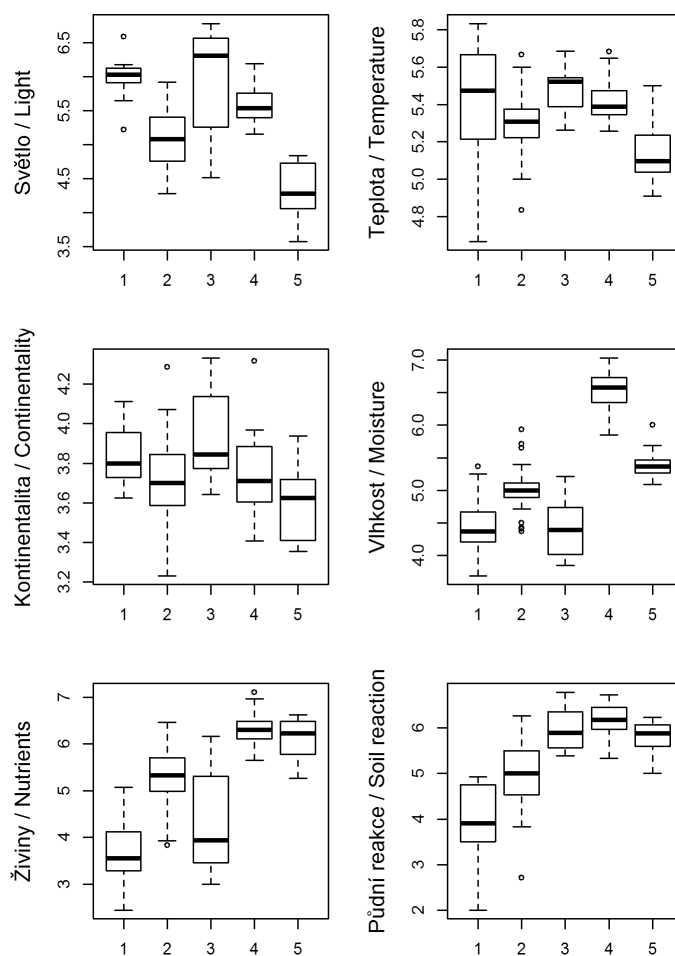 Světlo / Light
3.5 4.5 5.5 6.5
1 2 3 4 5
Teplota / Temperature
4.8 5.0 5.2 5.4 5.6 5.8
1 2 3 4 5
Kontinentalita / Continentality
3.2 3.4 3.6 3.8 4.0 4.2
1 2 3 4 5
Vlhkost / Moisture
4.0 5.0 6.0 7.0
1 2 3 4 5
Živiny / Nutrients
3 4 5 6 7
1 2 3 4 5
Půdní reakce / Soil reaction
2 3 4 5 6
1 2 3 4 5